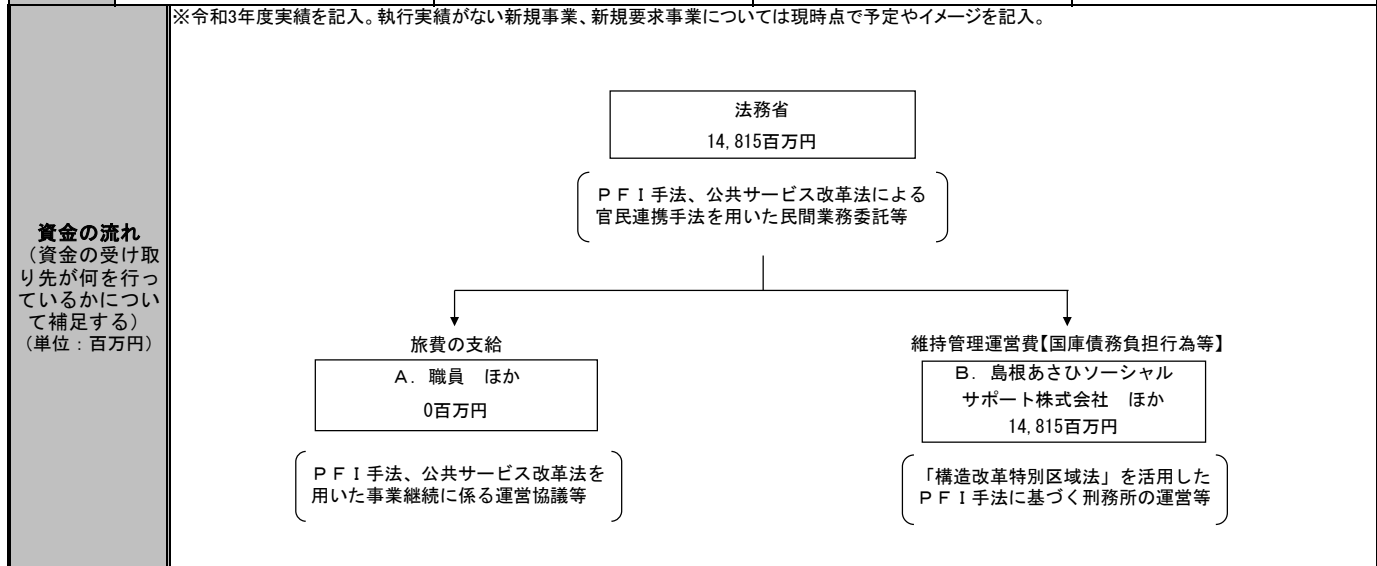 ※令和3年度実績を記入。執行実績がない新規事業、新規要求事業については現時点で予定やイメージを記入。
資金の流れ
（資金の受け取
り先が何を行っ
ているかについ
て補足する）
（単位：百万円）
法務省
14,815百万円
ＰＦＩ手法、公共サービス改革法による
官民連携手法を用いた民間業務委託等
旅費の支給
A．職員　ほか
0百万円
ＰＦＩ手法、公共サービス改革法を
用いた事業継続に係る運営協議等
維持管理運営費【国庫債務負担行為等】
B．島根あさひソーシャル
サポート株式会社　ほか
14,815百万円
「構造改革特別区域法」を活用した
ＰＦＩ手法に基づく刑務所の運営等